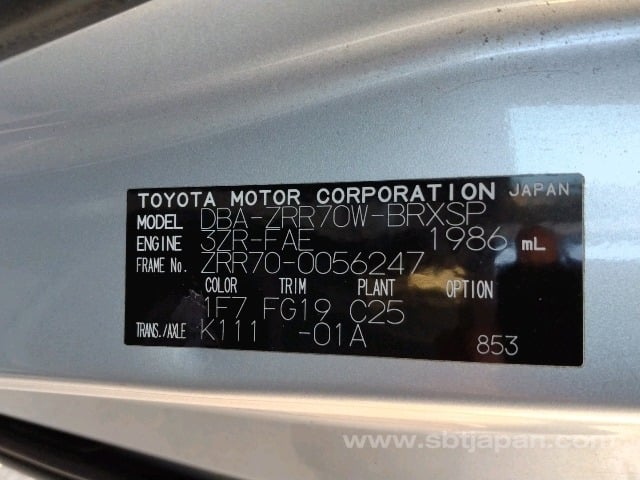 TOYOTA MOTOR CORPORATION JAPAN
MODEL DBA-ZRR70W-BRXSP
ENGINE 3ZR-FAE 1986 mL
FRAME No. ZRR70-0056247
COLOR TRIM PLANT OPTION
1F7 FG19 C25
TRANS./AXLE K111 -01A
853
www.sbtjapan.com